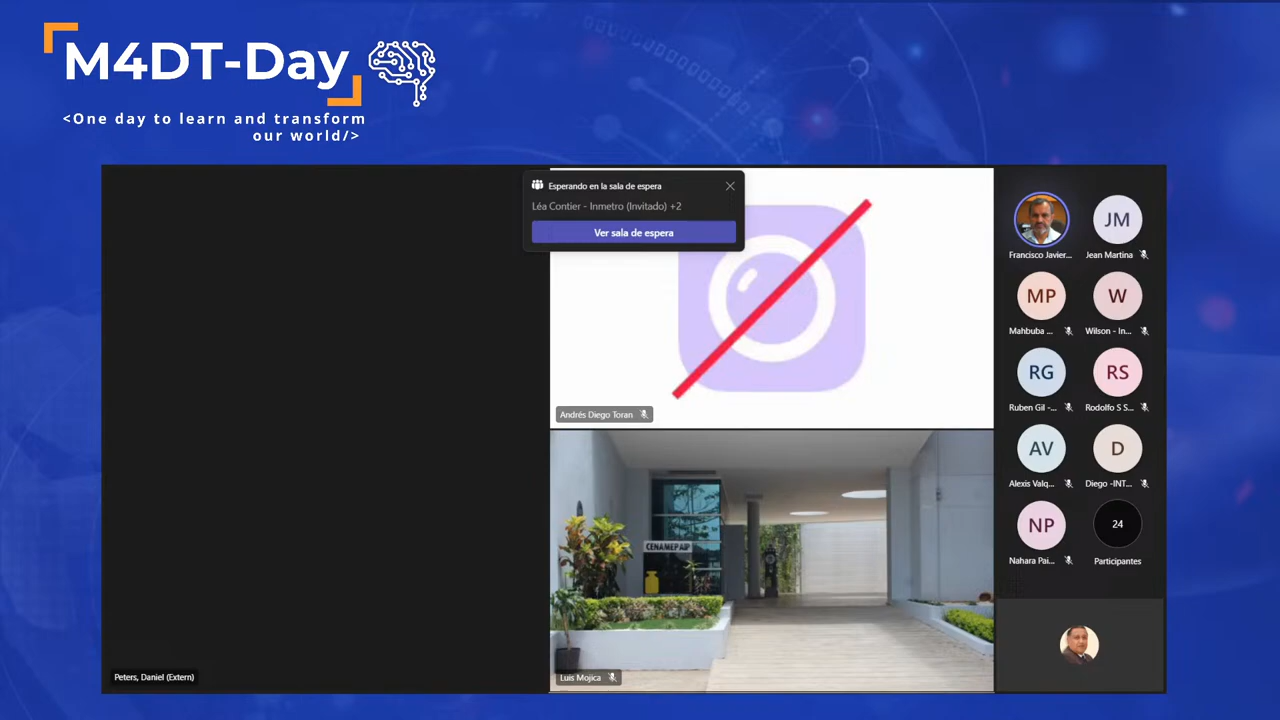 M4DT-Day
<One day to learn and transform
our world/>
Esperando en la sala de espera
Léa Contier - Inmetro (Invitado) +2
Ver sala de espera
Andrés Diego Toran
CENAMEP AIP
Peters, Daniel (Extern)
Luis Mojica
Francisco Javier...
JM
Jean Martina
MP
Mahbuba ...
W
Wilson - In...
RG
Ruben Gil -...
RS
Rodolfo S S...
AV
Alexis Valq...
D
Diego -INT...
NP
Nahara Pai...
24
Participantes